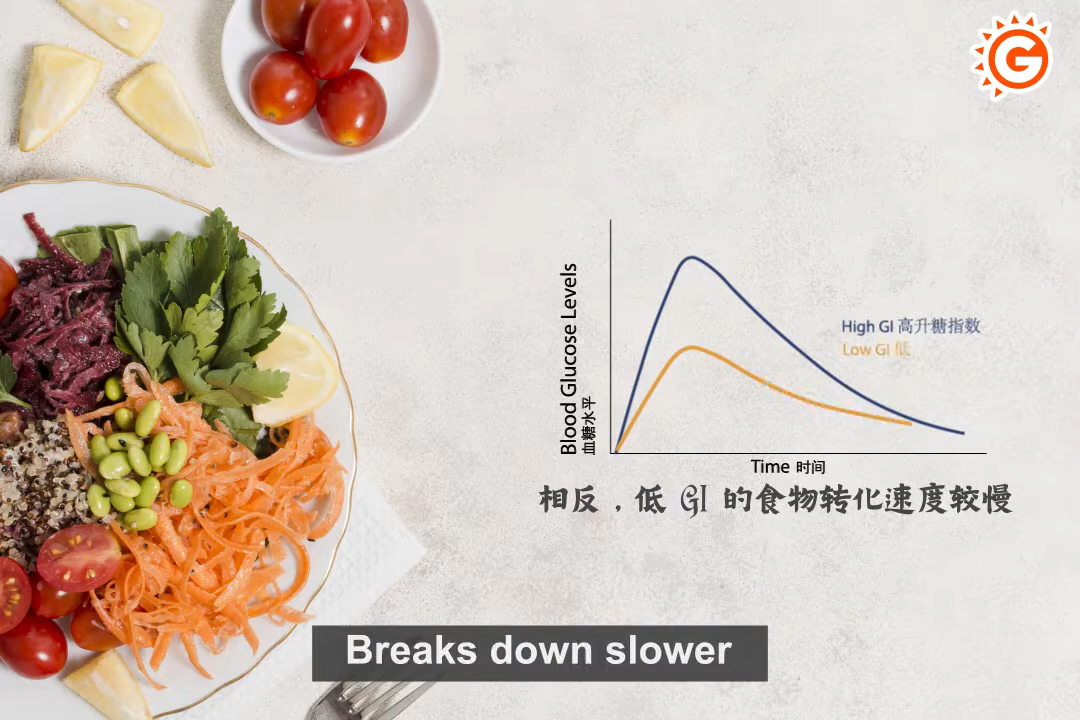 G
High GI 高升糖指数
Low GI 低
Blood Glucose Levels
血糖水平
Time 时间
相反，低 GI 的食物转化速度较慢
Breaks down slower